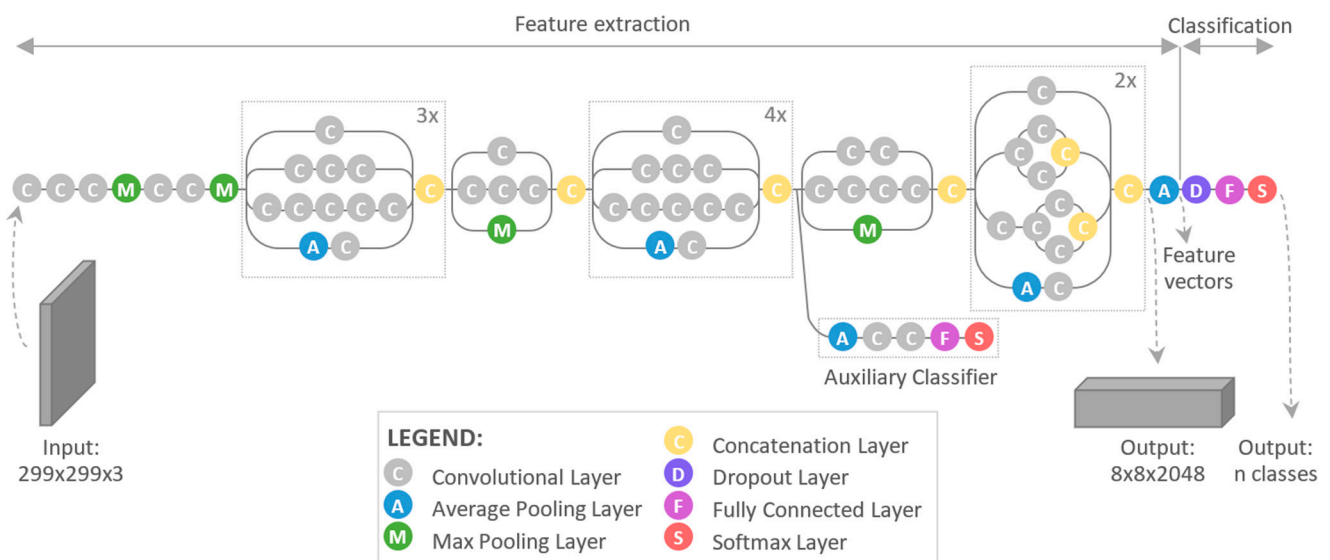 Feature extraction
Classification
3x
4x
2x
C C C M C C M
C
C C C
C C C C C
A C
C
C
C C C
M
C
C
C C C
C C C C C
A C
C
C C
C C C C
M
C
C
C
C C
C
C
C C C
C
A C
C
A D F S
Feature
vectors
A C C F S
Auxiliary Classifier
Input:
299x299x3
Output:
8x8x2048
Output:
n classes
LEGEND:
C Convolutional Layer
A Average Pooling Layer
M Max Pooling Layer
C Concatenation Layer
D Dropout Layer
F Fully Connected Layer
S Softmax Layer